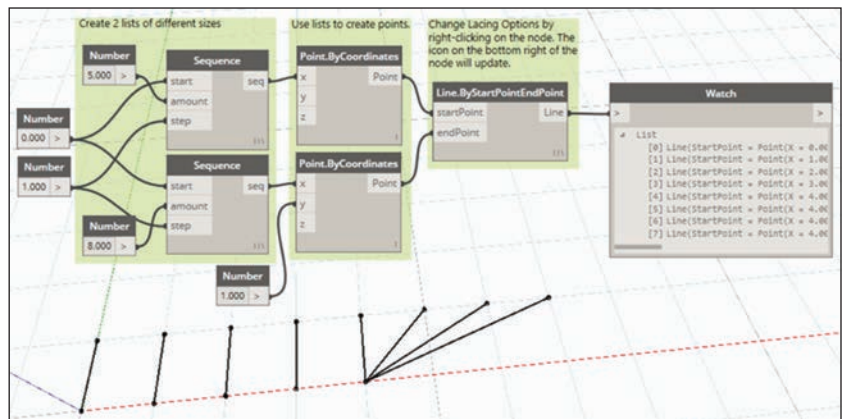 Create 2 lists of different sizes
Use lists to create points.
Change Lacing Options by
right-clicking on the node. The
icon on the bottom right of the
node will update.
Number
5.000 >
Sequence
start
seq
amount
step
Number
0.000 >
Number
1.000 >
Sequence
start
seq
amount
step
Number
8.000 >
Number
1.000 >
Point.ByCoordinates
x
Point
y
z
Point.ByCoordinates
x
Point
y
z
Line.ByStartPointEndPoint
startPoint
Line
endPoint
Watch
>
>
List
[0] Line(StartPoint = Point(X = 0.00
[1] Line(StartPoint = Point(X = 1.00
[2] Line(StartPoint = Point(X = 2.00
[3] Line(StartPoint = Point(X = 3.00
[4] Line(StartPoint = Point(X = 4.00
[5] Line(StartPoint = Point(X = 4.00
[6] Line(StartPoint = Point(X = 4.00
[7] Line(StartPoint = Point(X = 4.00